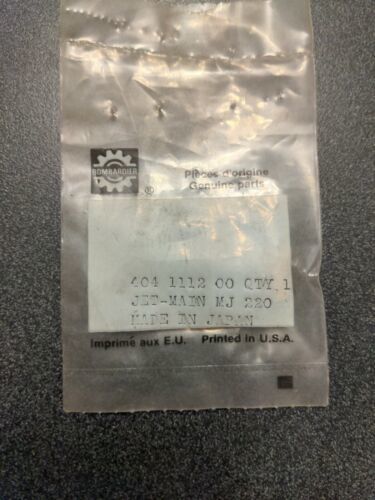 BOMBARDIER
®
Pièces d'origine
Genuine parts
404 1112 00 QTY 1
JET-MAIN MJ 220
MADE IN JAPAN
Imprimé aux E.U. Printed in U.S.A.